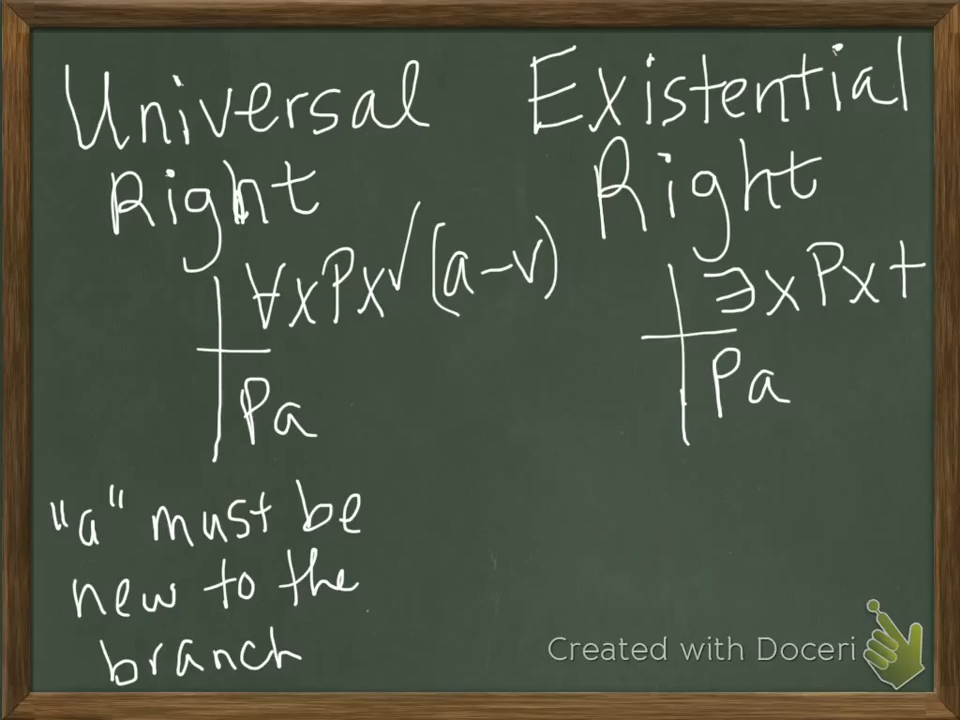 Universal
Right
∀xPx✓(a-v)
Pa
"a" must be
new to the
branch
Existential
Right
∃xPx+
Pa
Created with Doceri